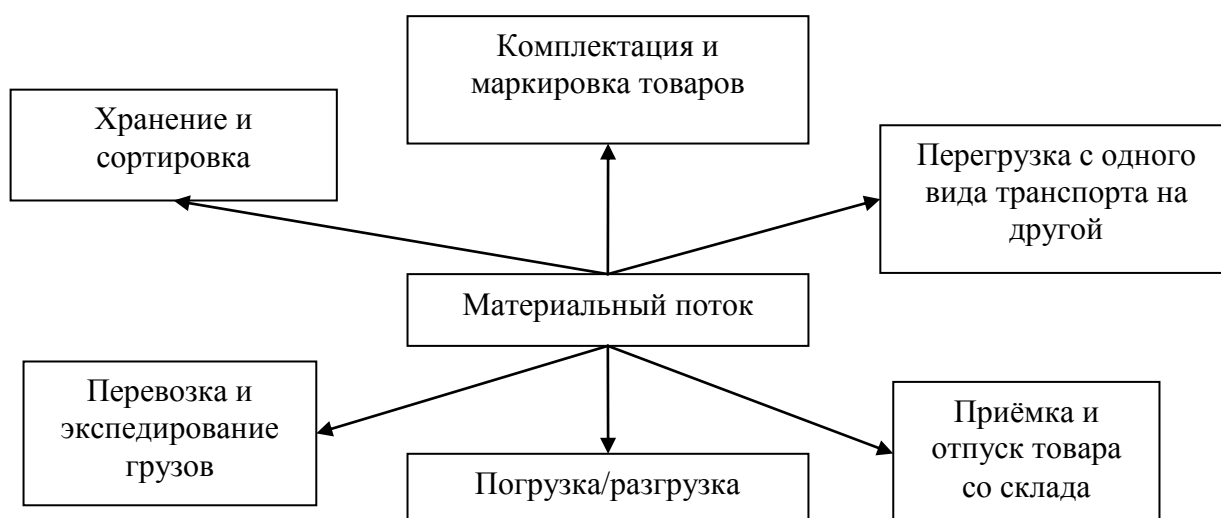 Комплектация и
маркировка товаров
Хранение и
сортировка
Перегрузка с одного
вида транспорта на
другой
Материальный поток
Перевозка и
экспедирование
грузов
Погрузка/разгрузка
Приёмка и
отпуск товара
со склада